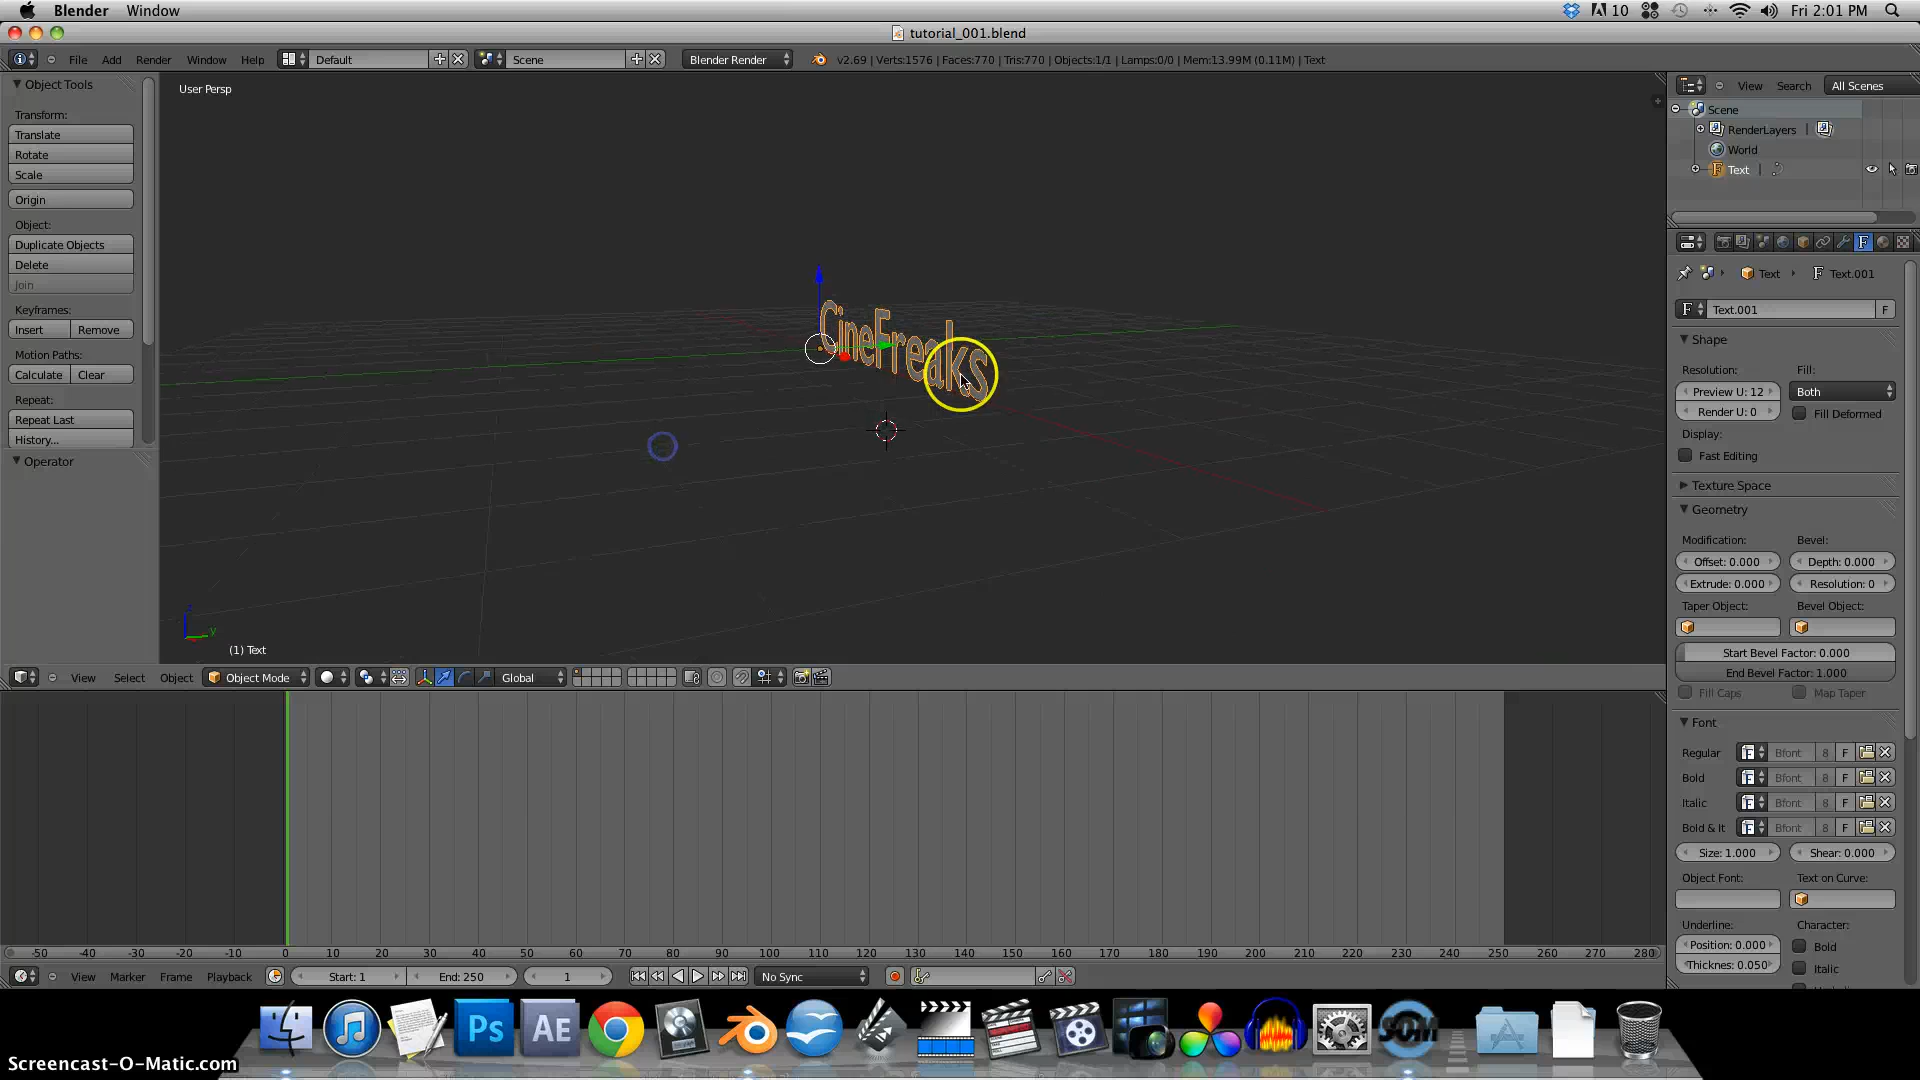 Blender Window
10 Fri 2:01 PM
tutorial_001.blend
File Add Render Window Help Default Scene Blender Render v2.69 | Verts:1576 | Faces:770 | Tris:770 | Objects:1/1 | Lamps:0/0 | Mem:13.99M (0.11M) | Text
Object Tools
Transform:
Translate
Rotate
Scale
Origin
Object:
Duplicate Objects
Delete
Join
Keyframes:
Insert Remove
Motion Paths:
Calculate Clear
Repeat:
Repeat Last
History...
Operator
User Persp
CineFreaks
z
y
(1) Text
View Select Object Object Mode Global
-50 -40 -30 -20 -10 0 10 20 30 40 50 60 70 80 90 100 110 120 130 140 150 160 170 180 190 200 210 220 230 240 250 260 270 280
View Marker Frame Playback Start: 1 End: 250 1 No Sync
View Search All Scenes
Scene
RenderLayers |
World
Text |
Text Text.001
F Text.001 F
Shape
Resolution: Fill:
Preview U: 12 Both
Render U: 0 Fill Deformed
Display:
Fast Editing
Texture Space
Geometry
Modification: Bevel:
Offset: 0.000 Depth: 0.000
Extrude: 0.000 Resolution: 0
Taper Object: Bevel Object:
Start Bevel Factor: 0.000
End Bevel Factor: 1.000
Fill Caps Map Taper
Font
Regular Bfont 8 F
Bold Bfont 8 F
Italic Bfont 8 F
Bold & It Bfont 8 F
Size: 1.000 Shear: 0.000
Object Font: Text on Curve:
Underline: Character:
Position: 0.000 Bold
Thicknes: 0.050 Italic
Ps AE SOM
Screencast-O-Matic.com